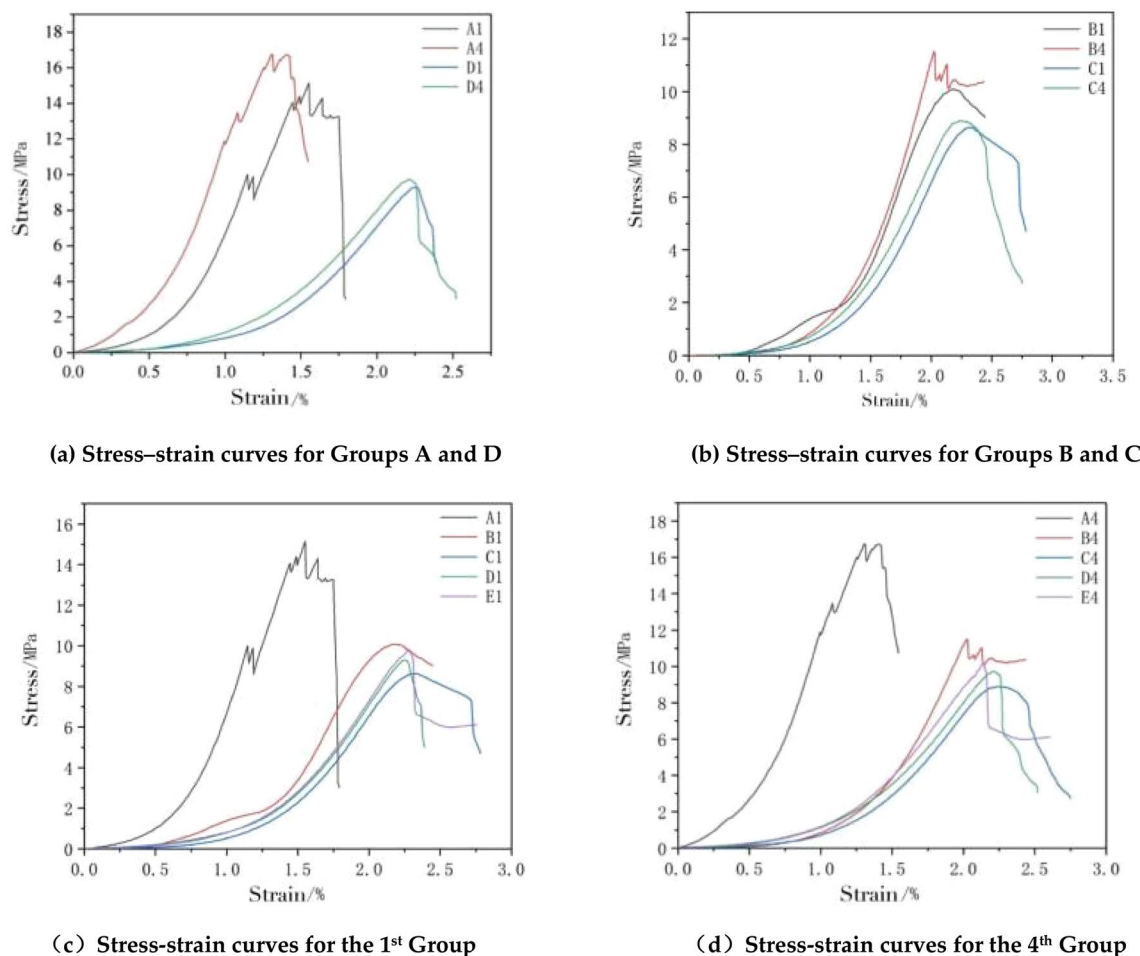 18
16
14
12
10
8
6
4
2
0
Stress/MPa
0.0 0.5 1.0 1.5 2.0 2.5
Strain/%
A1
A4
D1
D4
(a) Stress–strain curves for Groups A and D
12
10
8
6
4
2
0
Stress/MPa
0.0 0.5 1.0 1.5 2.0 2.5 3.0 3.5
Strain/%
B1
B4
C1
C4
(b) Stress–strain curves for Groups B and C
16
14
12
10
8
6
4
2
0
Stress/MPa
0.0 0.5 1.0 1.5 2.0 2.5 3.0
Strain/%
A1
B1
C1
D1
E1
（c）Stress-strain curves for the 1st Group
18
16
14
12
10
8
6
4
2
0
Stress/MPa
0.0 0.5 1.0 1.5 2.0 2.5 3.0
Strain/%
A4
B4
C4
D4
E4
（d）Stress-strain curves for the 4th Group